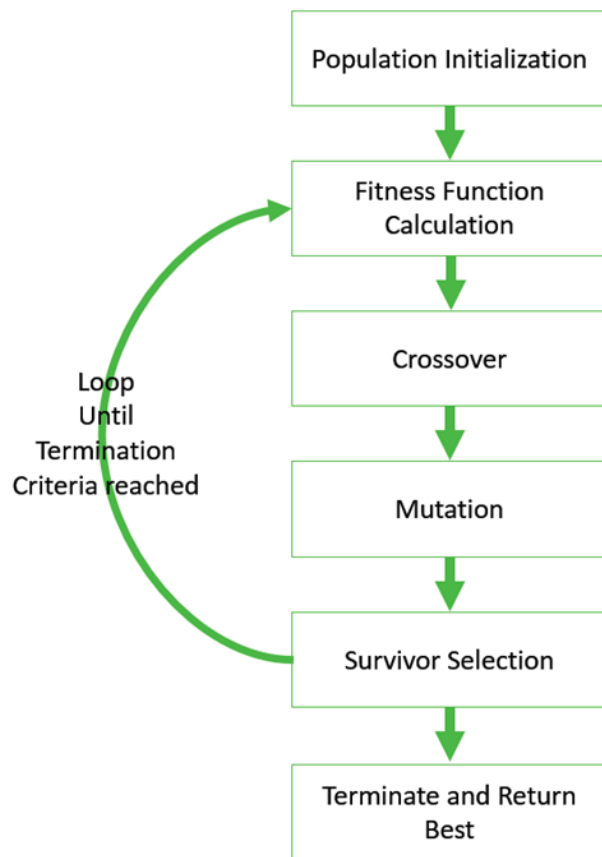 Population Initialization
Fitness Function
Calculation
Crossover
Loop
Until
Termination
Criteria reached
Mutation
Survivor Selection
Terminate and Return
Best